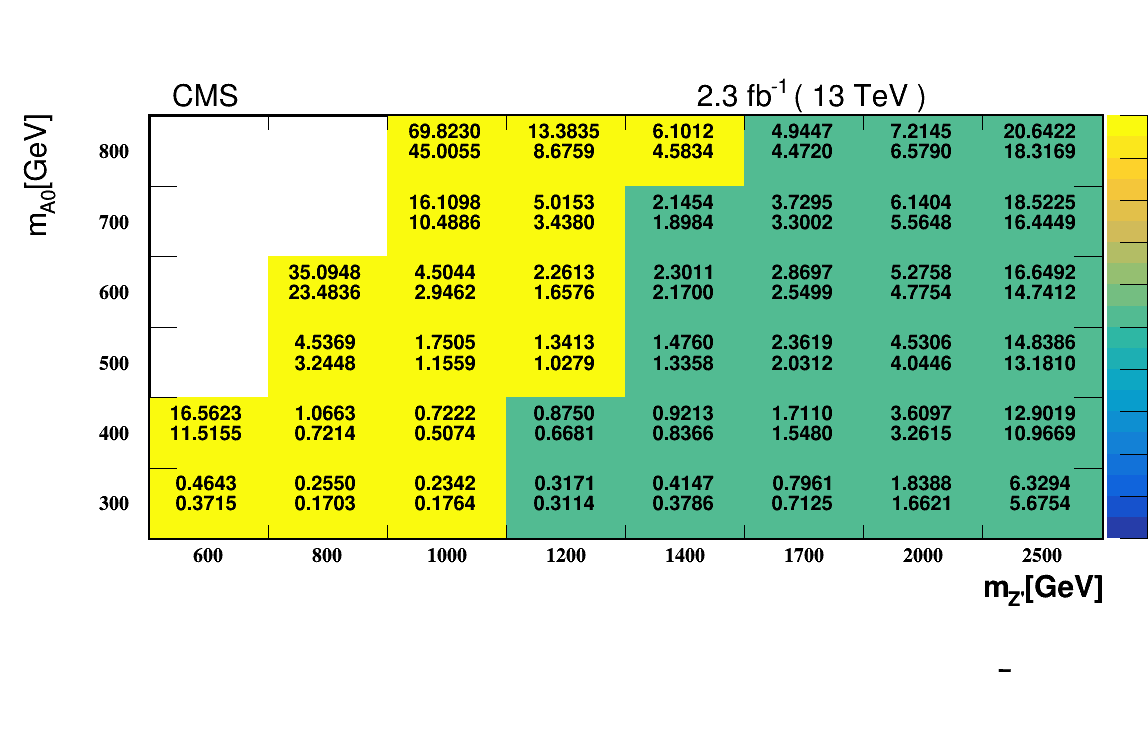 CMS 2.3 fb-1 ( 13 TeV )
mA0[GeV]
800 69.8230 13.3835 6.1012 4.9447 7.2145 20.6422
45.0055 8.6759 4.5834 4.4720 6.5790 18.3169
700 16.1098 5.0153 2.1454 3.7295 6.1404 18.5225
10.4886 3.4380 1.8984 3.3002 5.5648 16.4449
600 35.0948 4.5044 2.2613 2.3011 2.8697 5.2758 16.6492
23.4836 2.9462 1.6576 2.1700 2.5499 4.7754 14.7412
500 4.5369 1.7505 1.3413 1.4760 2.3619 4.5306 14.8386
3.2448 1.1559 1.0279 1.3358 2.0312 4.0446 13.1810
400 16.5623 1.0663 0.7222 0.8750 0.9213 1.7110 3.6097 12.9019
11.5155 0.7214 0.5074 0.6681 0.8366 1.5480 3.2615 10.9669
300 0.4643 0.2550 0.2342 0.3171 0.4147 0.7961 1.8388 6.3294
0.3715 0.1703 0.1764 0.3114 0.3786 0.7125 1.6621 5.6754
600 800 1000 1200 1400 1700 2000 2500
mZ'[GeV]
–